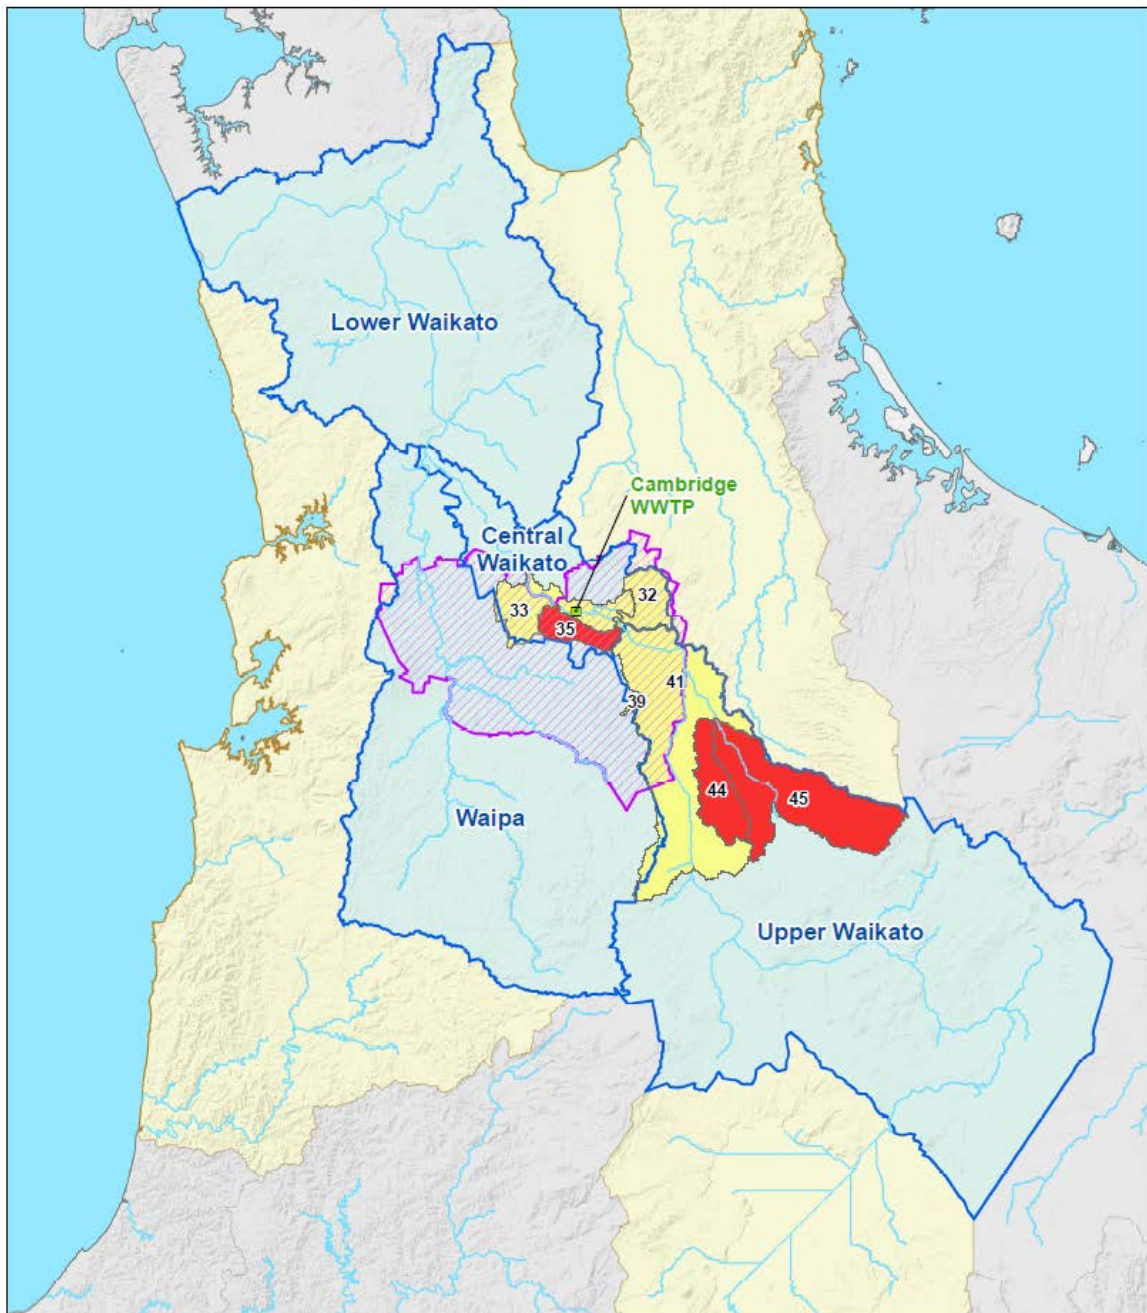 Lower Waikato
Cambridge
WWTP
Central
Waikato
32
33
35
41
39
44
45
Waipa
Upper Waikato